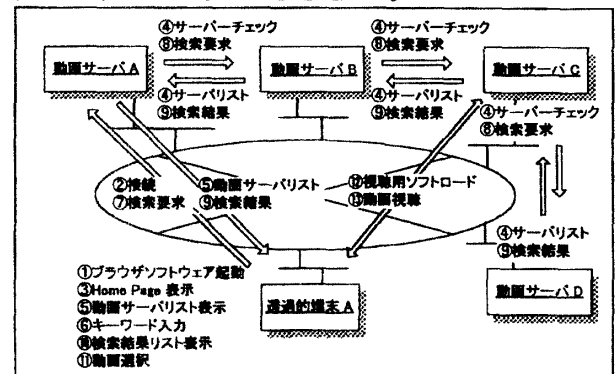 ④サーバーチェック
⑧検索要求
④サーバーチェック
⑧検索要求
動画サーバ A
動画サーバ B
動画サーバ C
④サーバリスト
⑨検索結果
④サーバリスト
⑨検索結果
④サーバーチェック
⑧検索要求
②接続
⑦検索要求
⑤動画サーバリスト
⑨検索結果
⑫視聴用ソフトロード
⑬動画視聴
④サーバリスト
⑨検索結果
①ブラウザソフトウェア起動
③Home Page 表示
⑤動画サーバリスト表示
⑥キーワード入力
⑩検索結果リスト表示
⑪動画選択
透過的端末 A
動画サーバ D